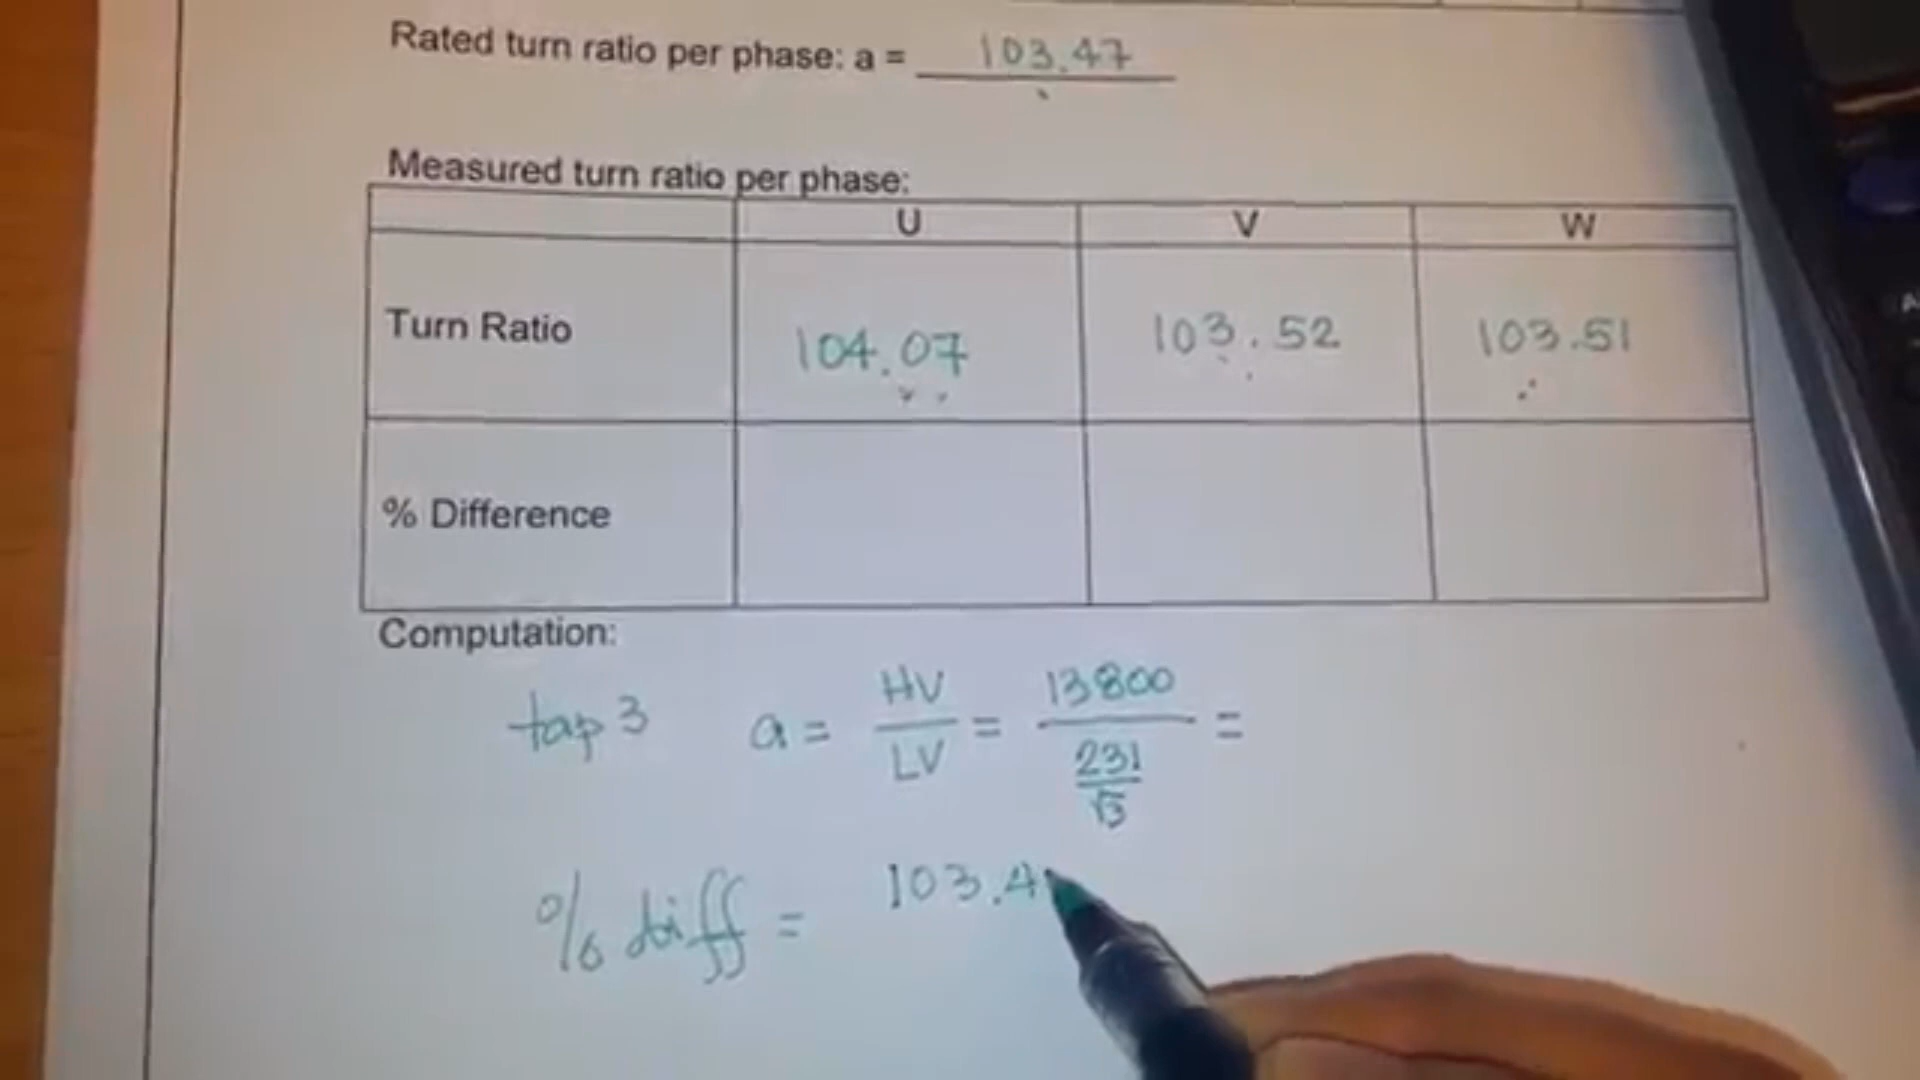 Rated turn ratio per phase: a = 103.47
Measured turn ratio per phase:
U V W
Turn Ratio 104.07 103.52 103.51
% Difference
Computation:
tap 3 a = HV/LV = 13800/(231/√3) =
% diff = 103.4